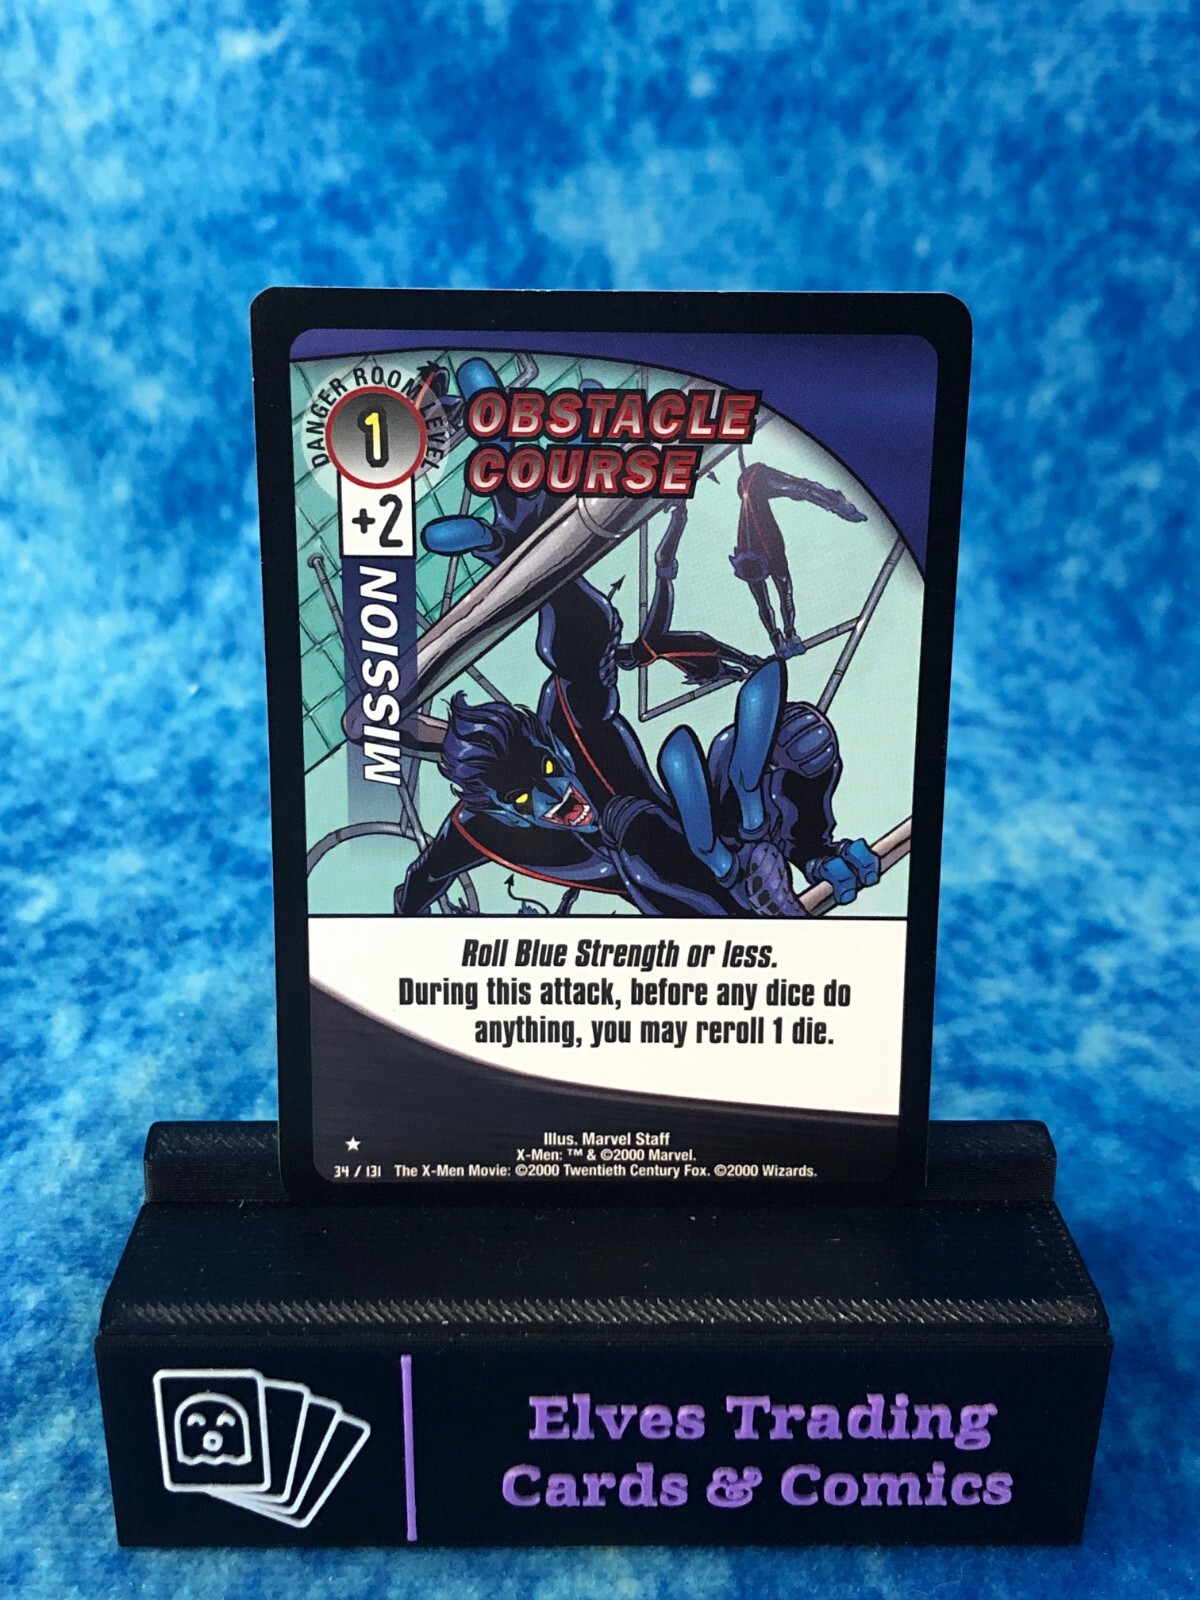 DANGER ROOM LEVEL
1
OBSTACLE
COURSE
+2
MISSION
Roll Blue Strength or less.
During this attack, before any dice do
anything, you may reroll 1 die.
Illus. Marvel Staff
X-Men: ™ & ©2000 Marvel.
34 / 131 The X-Men Movie: ©2000 Twentieth Century Fox. ©2000 Wizards.
Elves Trading
Cards & Comics